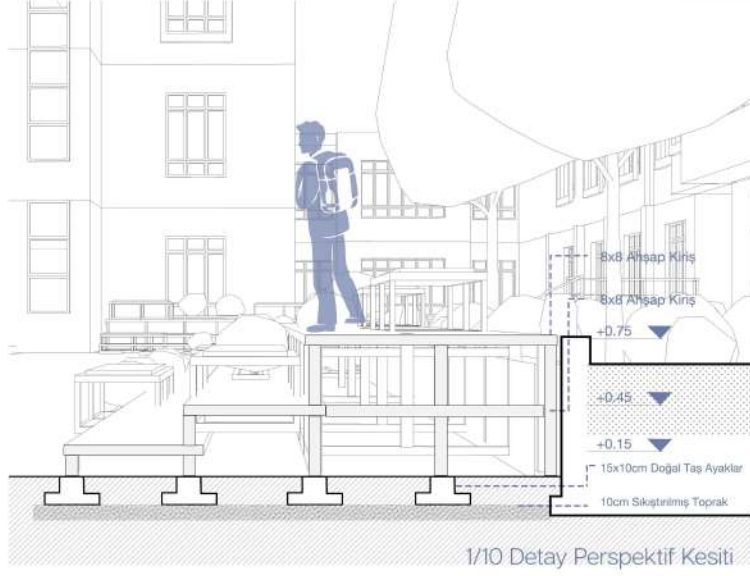 8x8 Ahşap Kiriş
8x8 Ahşap Kiriş
+0.75
+0.45
+0.15
15x10cm Doğal Taş Ayaklar
10cm Sıkıştırılmış Toprak
1/10 Detay Perspektif Kesiti